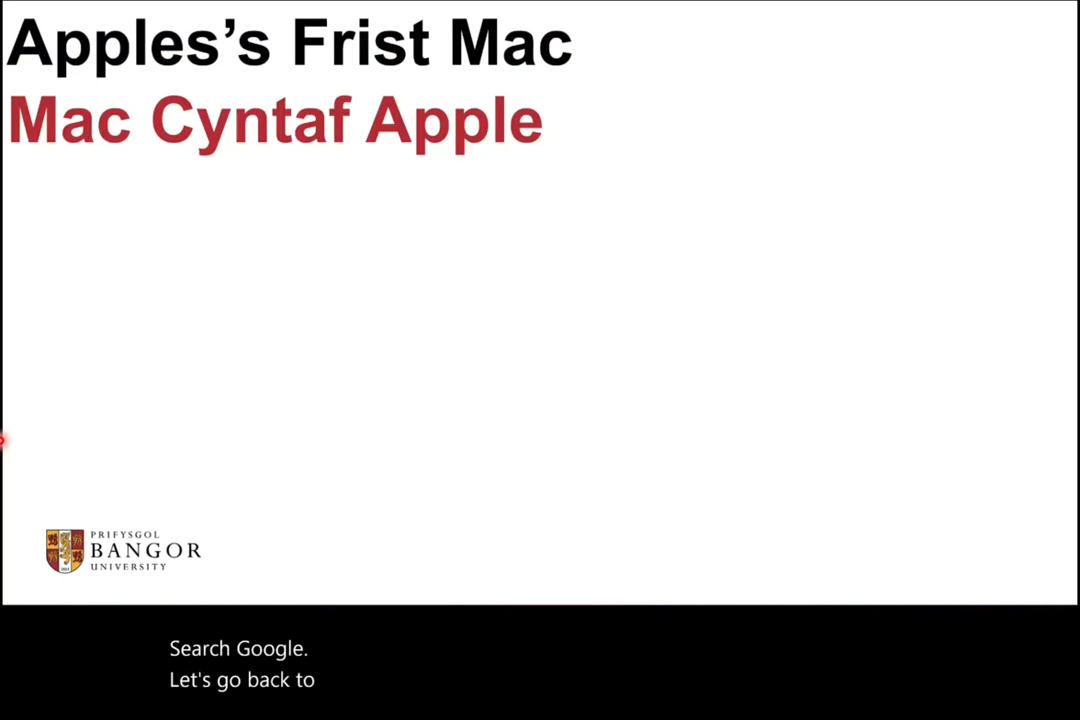 Apples’s Frist Mac
Mac Cyntaf Apple
PRIFYSGOL
BANGOR
UNIVERSITY
Search Google.
Let's go back to